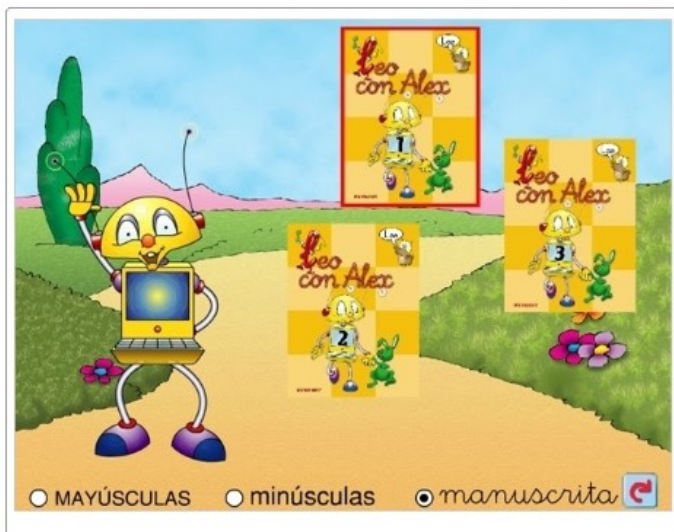 Leo
con Alex
1
Leo
con Alex
2
Leo
con Alex
3
MAYÚSCULAS
minúsculas
manuscrita